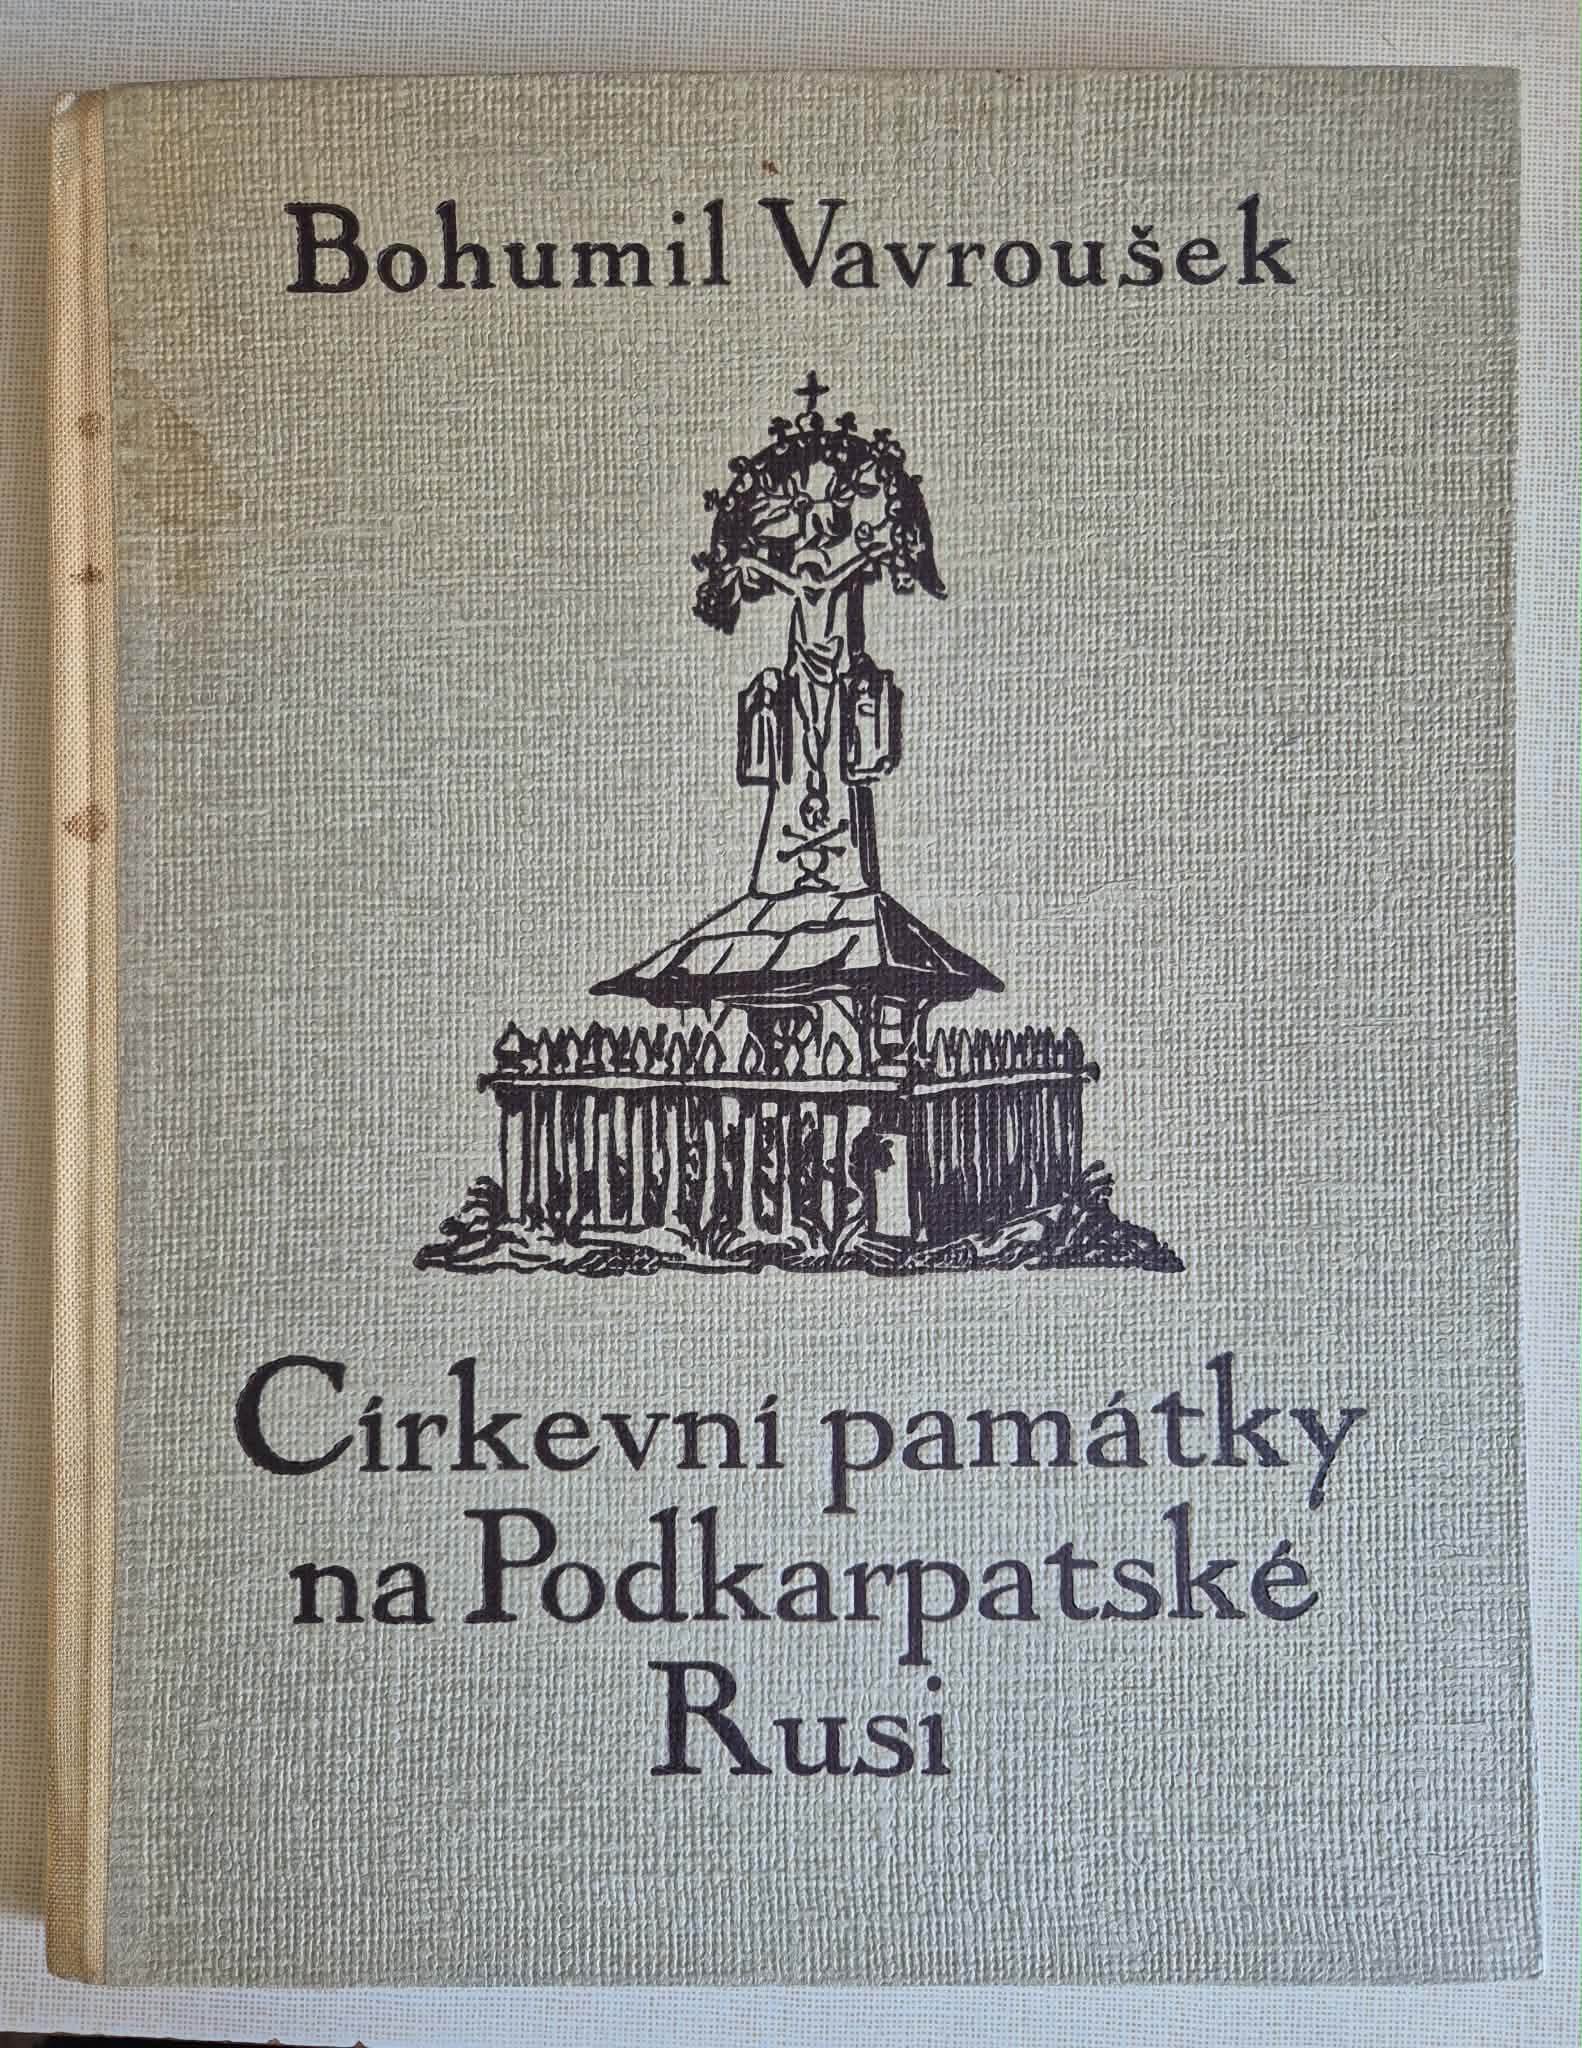 Bohumil Vavroušek
Církevní památky
na Podkarpatské
Rusi